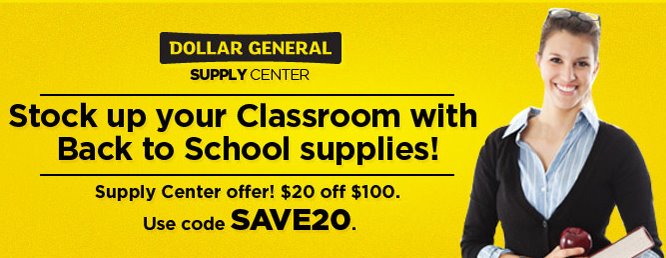 DOLLAR GENERAL
SUPPLY CENTER
Stock up your Classroom with
Back to School supplies!
Supply Center offer! $20 off $100.
Use code SAVE20.